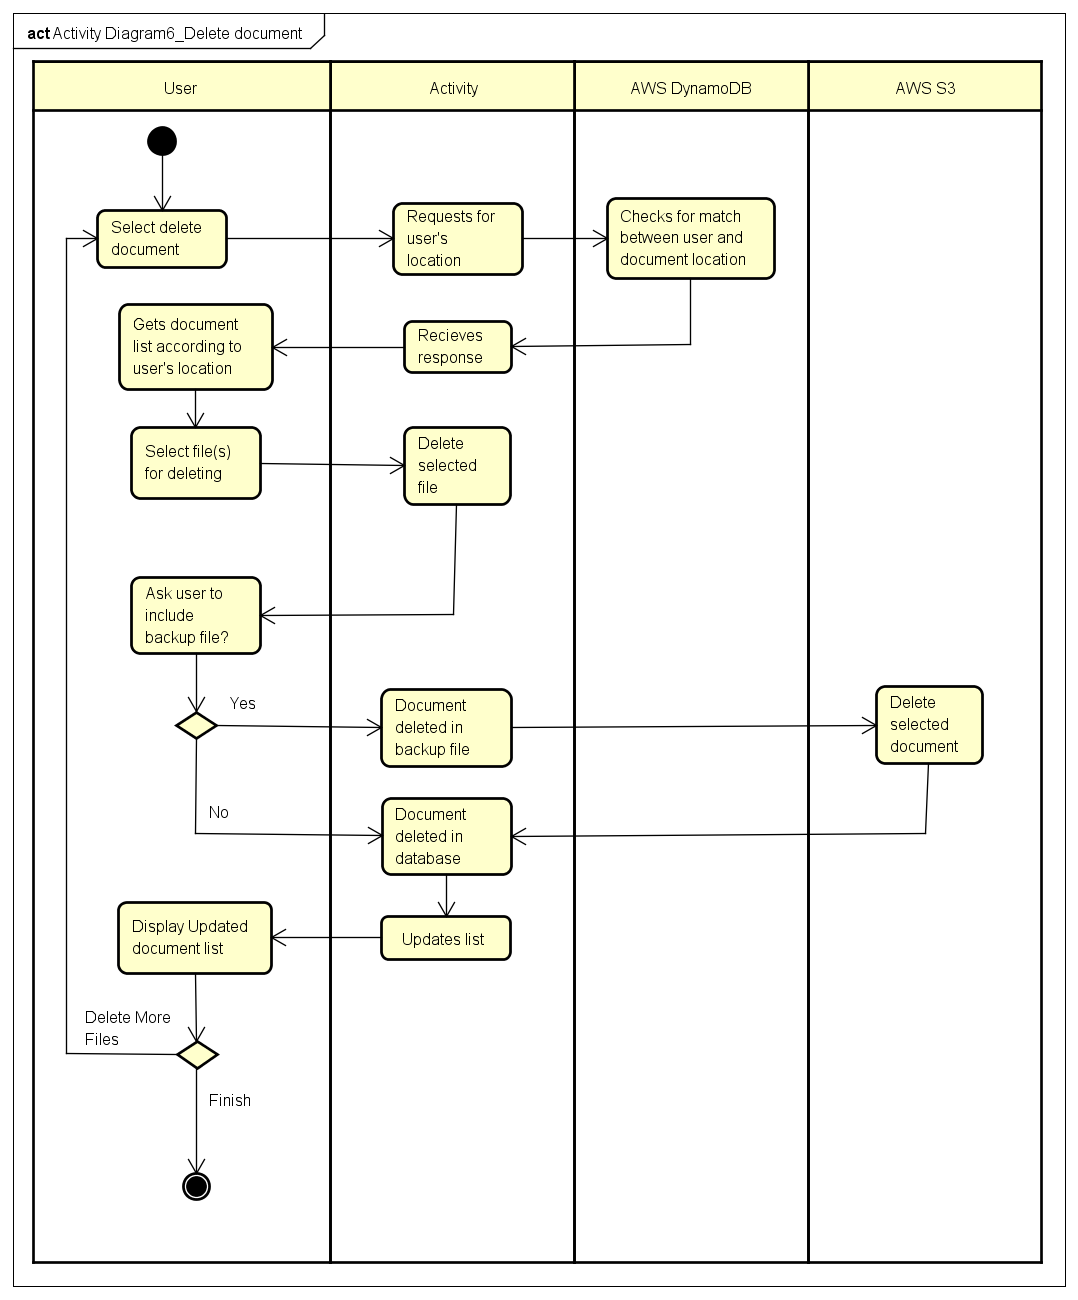 act Activity Diagram6_Delete document
User
Activity
AWS DynamoDB
AWS S3
Select delete
document
Requests for
user's
location
Checks for match
between user and
document location
Gets document
list according to
user's location
Recieves
response
Select file(s)
for deleting
Delete
selected
file
Ask user to
include
backup file?
Yes
Document
deleted in
backup file
Delete
selected
document
No
Document
deleted in
database
Display Updated
document list
Updates list
Delete More
Files
Finish